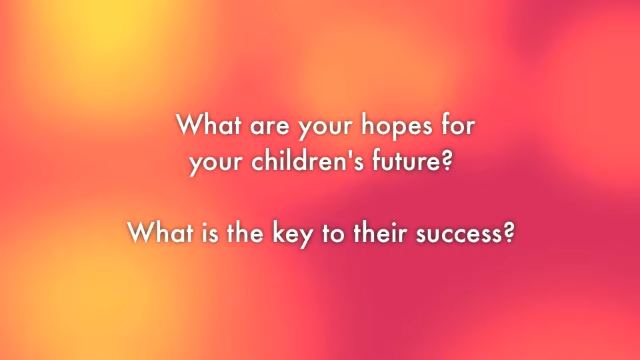 What are your hopes for
your children's future?
What is the key to their success?